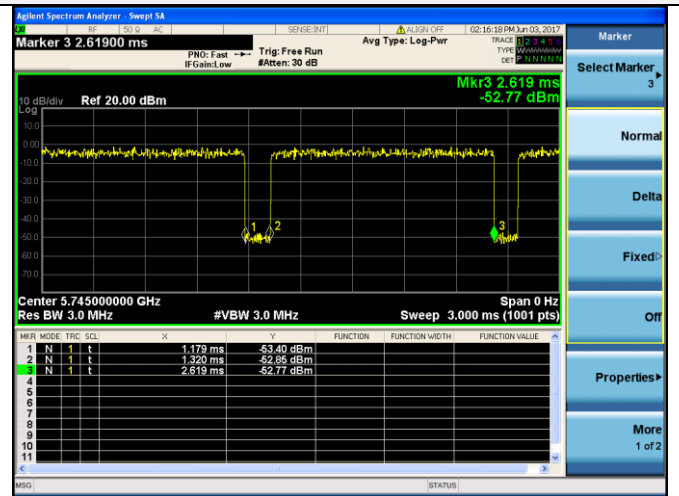 Agilent Spectrum Analyzer - Swept SA
RF 50 Ω AC SENSE:INT ALIGN OFF 02:16:18 PM Jun 03, 2017
Marker 3 2.61900 ms
PNO: Fast Trig: Free Run
IFGain:Low #Atten: 30 dB
Avg Type: Log-Pwr
TRACE 1 2 3 4 5 6
TYPE
DET P N N N N N
Marker
Select Marker
3
Normal
Delta
Fixed
Off
Properties
More
1 of 2
Mkr3 2.619 ms
-52.77 dBm
10 dB/div Ref 20.00 dBm
Log
10.0
0.00
-10.0
-20.0
-30.0
-40.0
-50.0
-60.0
-70.0
1 2 3
Center 5.745000000 GHz Span 0 Hz
Res BW 3.0 MHz #VBW 3.0 MHz Sweep 3.000 ms (1001 pts)
MKR MODE TRC SCL X Y FUNCTION FUNCTION WIDTH FUNCTION VALUE
1 N 1 t 1.179 ms -53.40 dBm
2 N 1 t 1.320 ms -52.85 dBm
3 N 1 t 2.619 ms -52.77 dBm
4
5
6
7
8
9
10
11
MSG STATUS